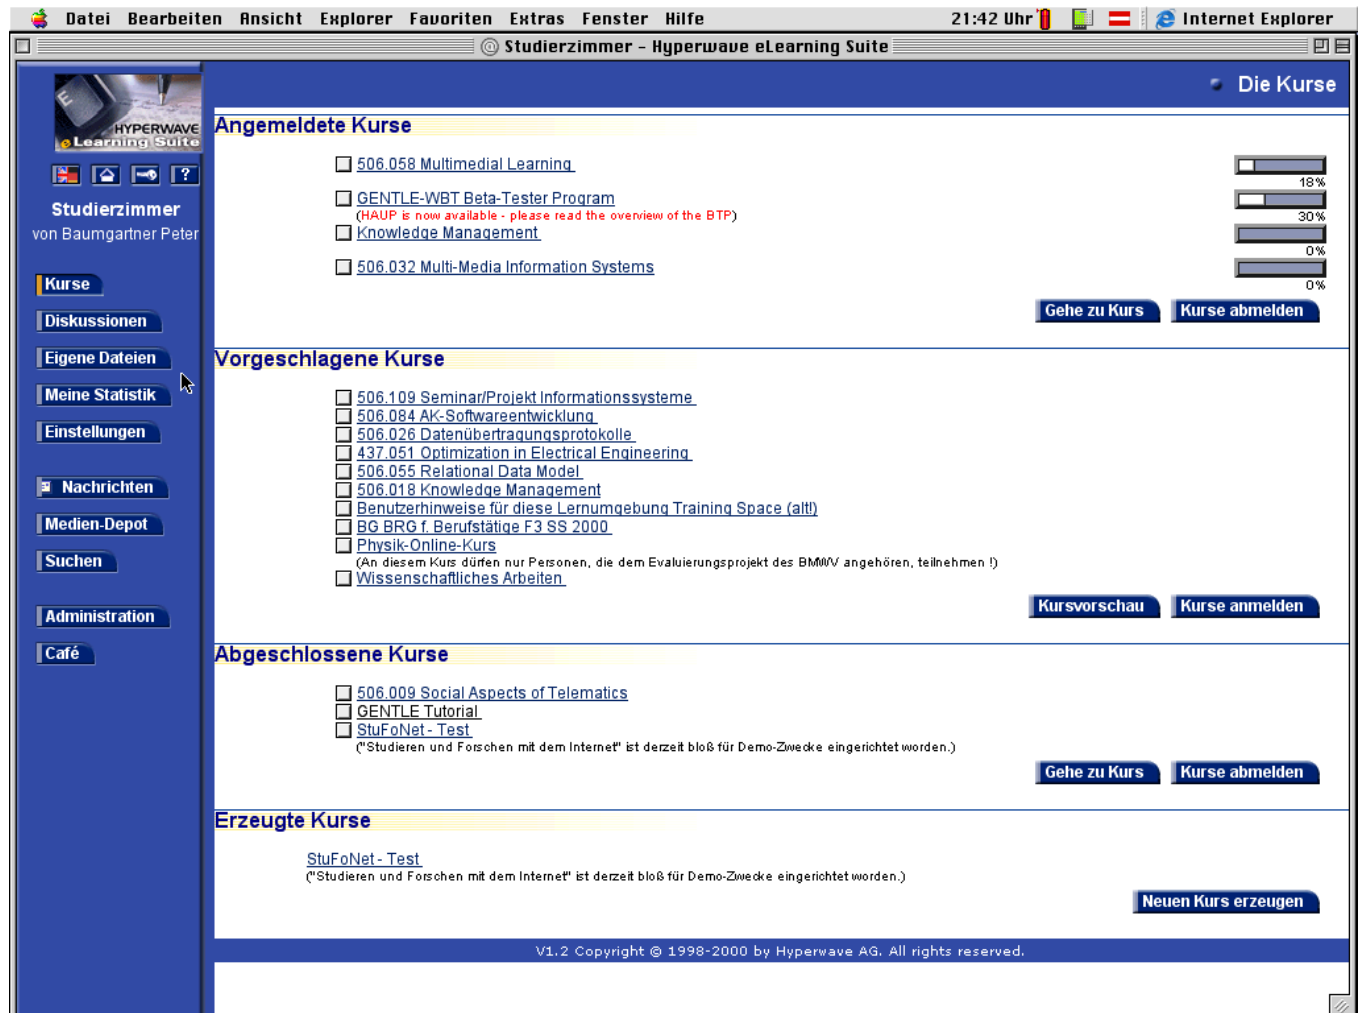 Datei Bearbeiten Ansicht Explorer Favoriten Extras Fenster Hilfe 21:42 Uhr Internet Explorer
Studierzimmer - Hyperwave eLearning Suite
E
HYPERWAVE
eLearning Suite
?
Studierzimmer
von Baumgartner Peter
Kurse
Diskussionen
Eigene Dateien
Meine Statistik
Einstellungen
Nachrichten
Medien-Depot
Suchen
Administration
Café
Die Kurse
Angemeldete Kurse
506.058 Multimedial Learning
18%
GENTLE-WBT Beta-Tester Program
(HAUP is now available - please read the overview of the BTP)
30%
Knowledge Management
0%
506.032 Multi-Media Information Systems
0%
Gehe zu Kurs Kurse abmelden
Vorgeschlagene Kurse
506.109 Seminar/Projekt Informationssysteme
506.084 AK-Softwareentwicklung
506.026 Datenübertragungsprotokolle
437.051 Optimization in Electrical Engineering
506.055 Relational Data Model
506.018 Knowledge Management
Benutzerhinweise für diese Lernumgebung Training Space (alt!)
BG BRG f. Berufstätige F3 SS 2000
Physik-Online-Kurs
(An diesem Kurs dürfen nur Personen, die dem Evaluierungsprojekt des BMWV angehören, teilnehmen !)
Wissenschaftliches Arbeiten
Kursvorschau Kurse anmelden
Abgeschlossene Kurse
506.009 Social Aspects of Telematics
GENTLE Tutorial
StuFoNet - Test
("Studieren und Forschen mit dem Internet" ist derzeit bloß für Demo-Zwecke eingerichtet worden.)
Gehe zu Kurs Kurse abmelden
Erzeugte Kurse
StuFoNet - Test
("Studieren und Forschen mit dem Internet" ist derzeit bloß für Demo-Zwecke eingerichtet worden.)
Neuen Kurs erzeugen
V1.2 Copyright © 1998-2000 by Hyperwave AG. All rights reserved.